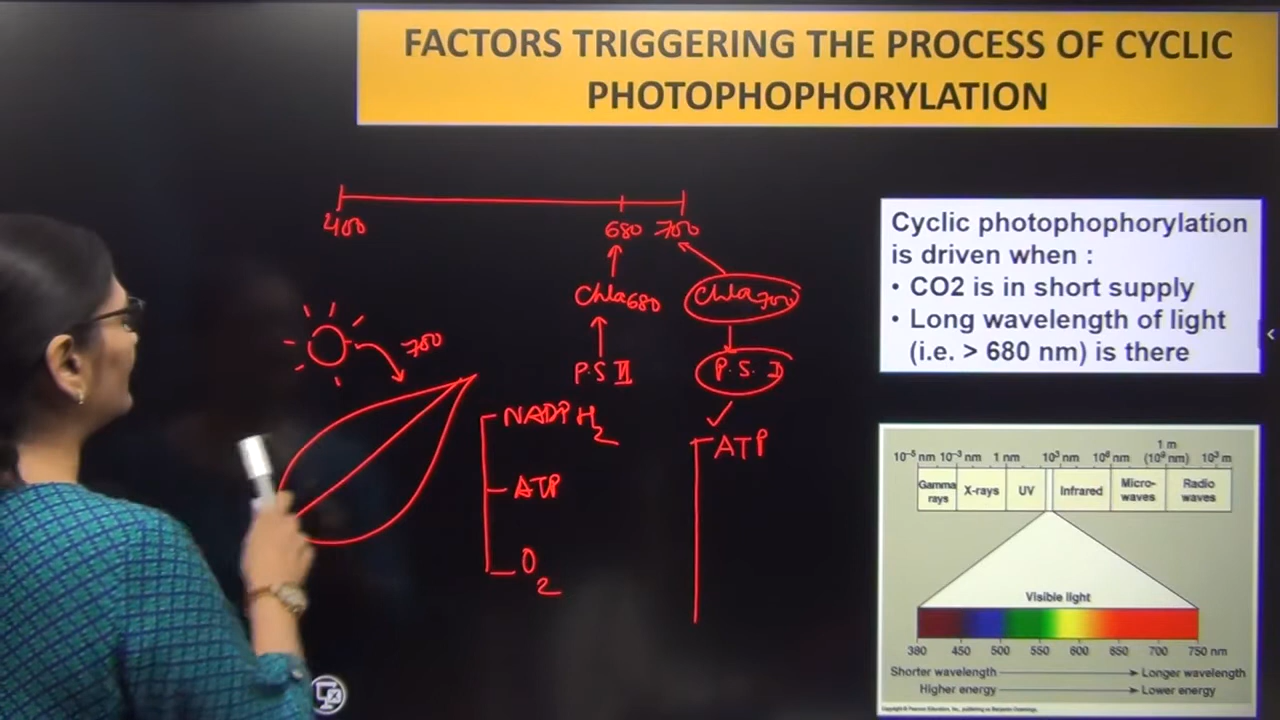 FACTORS TRIGGERING THE PROCESS OF CYCLIC
PHOTOPHOPHORYLATION
400
680
700
Chla680
Chla700
P.S II
P.S. I
700
NADPH2
ATP
O2
ATP
Cyclic photophophorylation
is driven when :
• CO2 is in short supply
• Long wavelength of light
(i.e. > 680 nm) is there
10⁻⁵ nm 10⁻³ nm 1 nm 10³ nm 10⁶ nm 1 m (10⁹ nm) 10³ m
Gamma rays X-rays UV Infrared Micro-waves Radio waves
Visible light
380 450 500 550 600 650 700 750 nm
Shorter wavelength Longer wavelength
Higher energy Lower energy